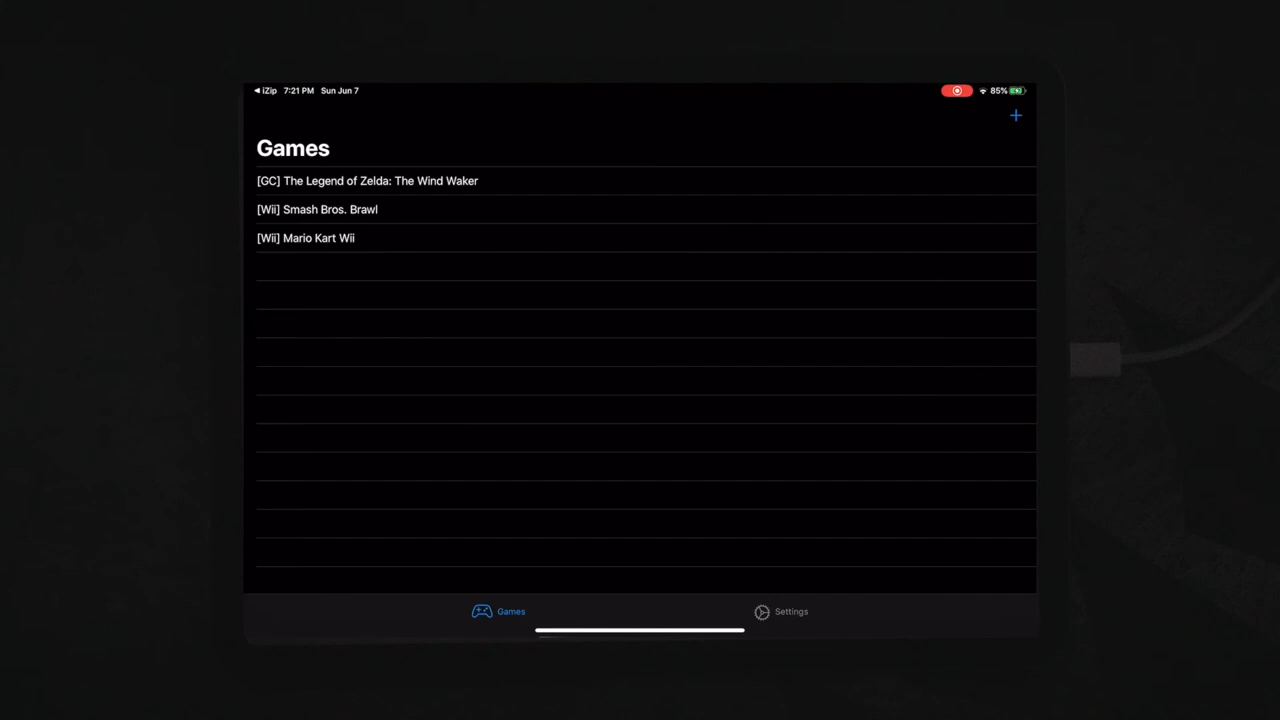 iZip 7:21 PM Sun Jun 7 85%
Games
[GC] The Legend of Zelda: The Wind Waker
[Wii] Smash Bros. Brawl
[Wii] Mario Kart Wii
Games Settings